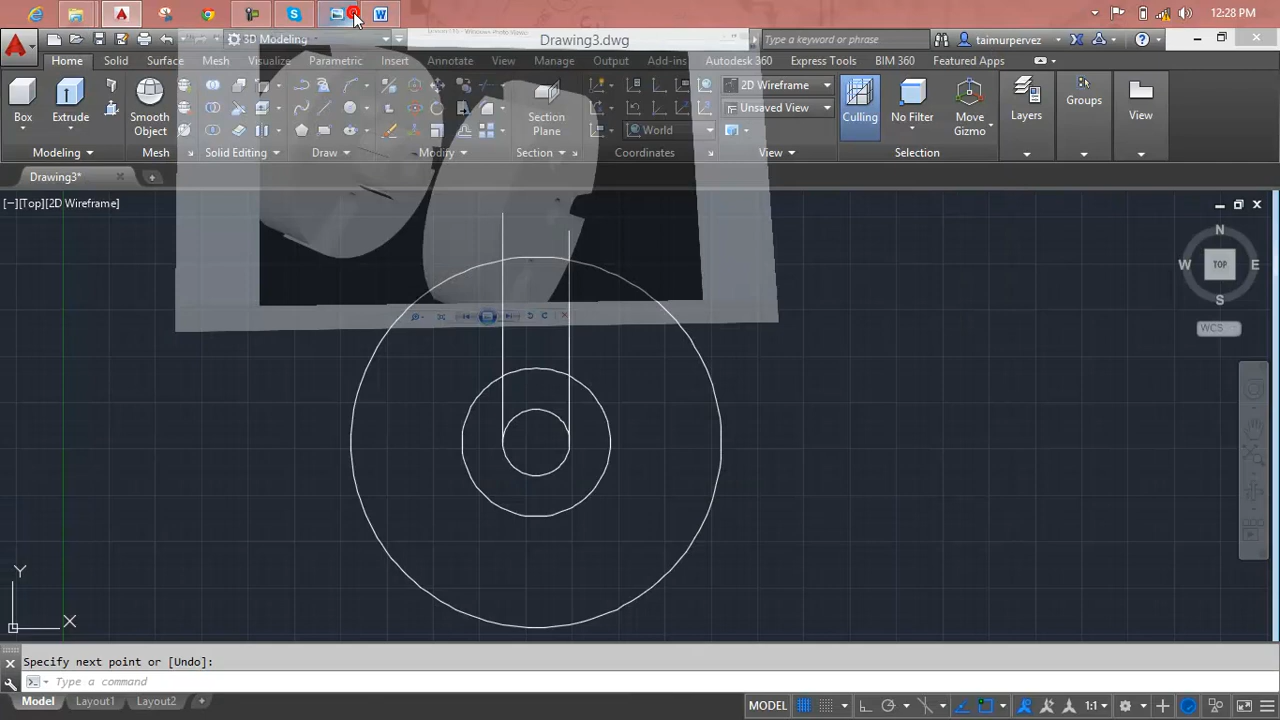 12:28 PM
3D Modeling
Windows Photo Viewer
Drawing3.dwg
Type a keyword or phrase
taimurpervez
Home Solid Surface Mesh Visualize Parametric Insert Annotate View Manage Output Add-ins Autodesk 360 Express Tools BIM 360 Featured Apps
2D Wireframe
Unsaved View
World
Box Extrude Smooth Object Section Plane Culling No Filter Move Gizmo Layers Groups View
Modeling Mesh Solid Editing Draw Modify Section Coordinates View Selection
Drawing3*
[−][Top][2D Wireframe]
N
W TOP E
S
WCS
Y
X
Specify next point or [Undo]:
Type a command
Model Layout1 Layout2 MODEL 1:1